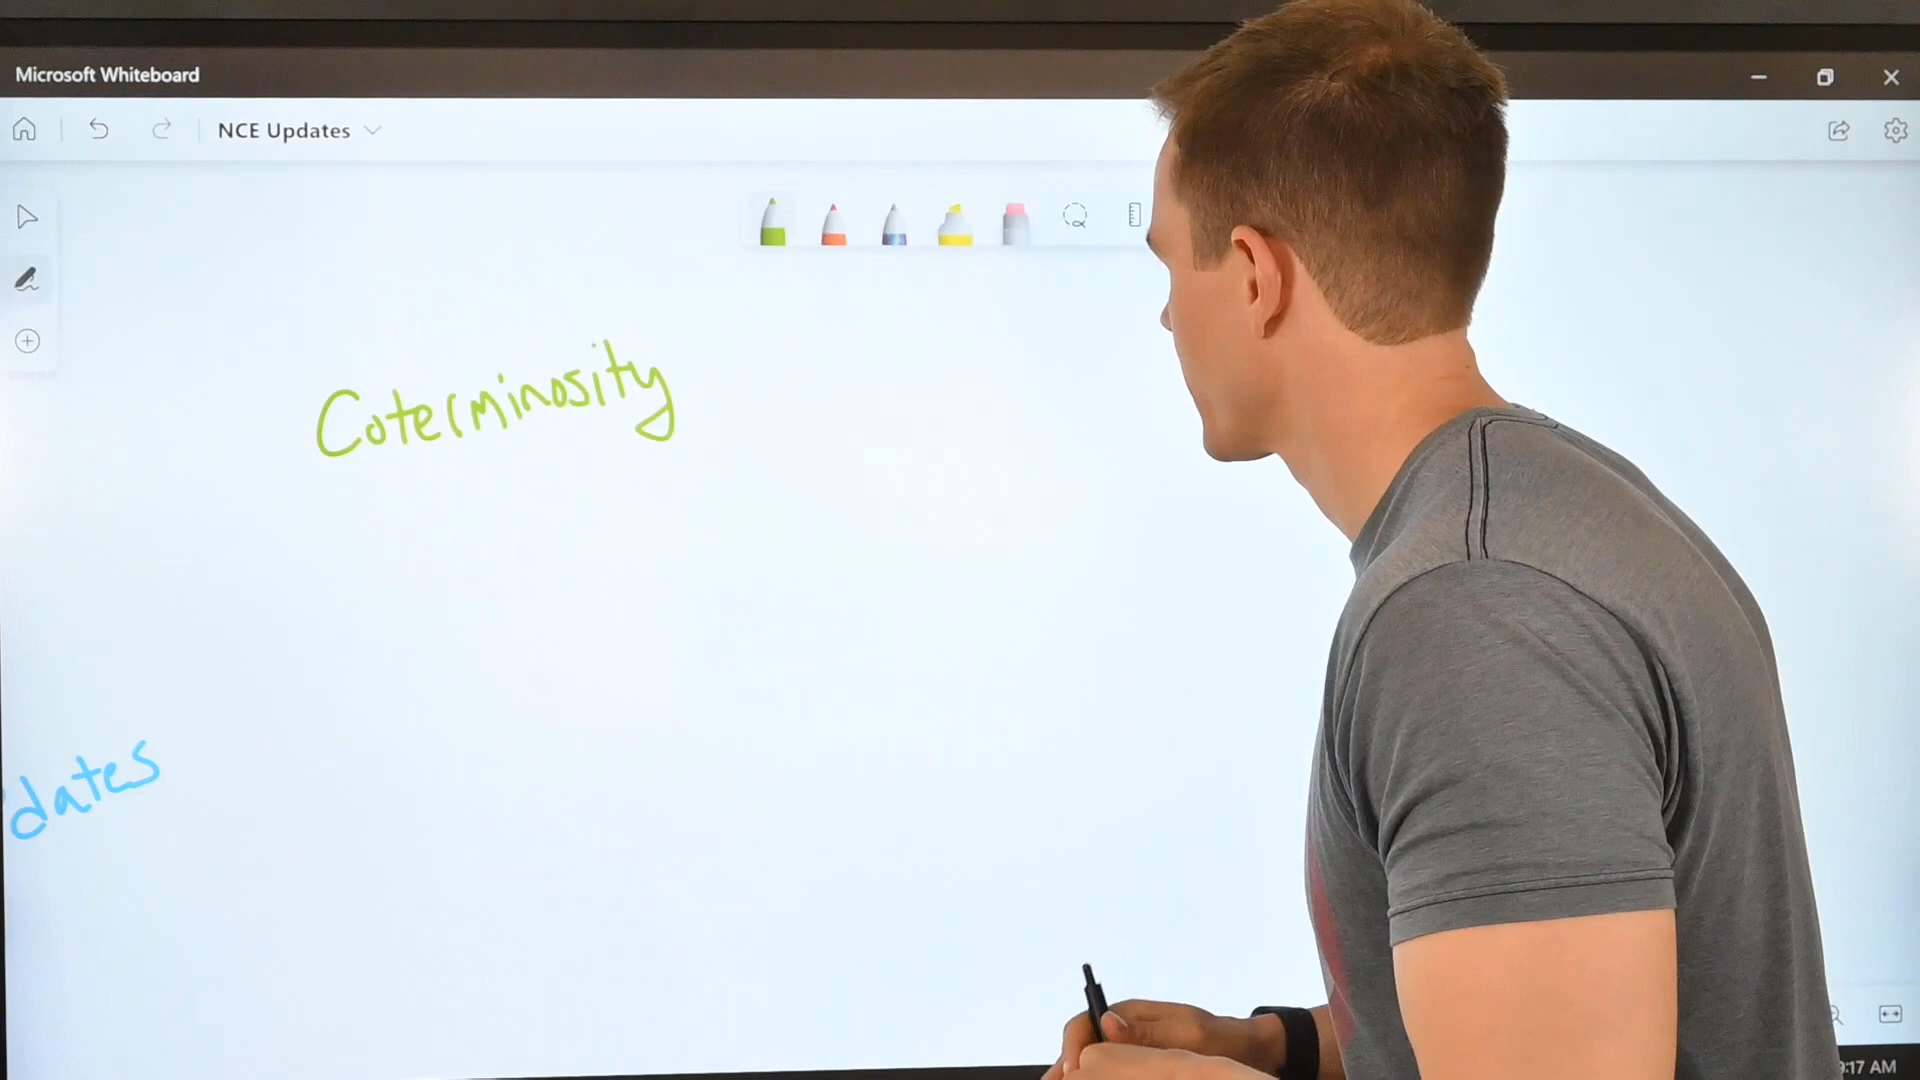 Microsoft Whiteboard
NCE Updates
Coterminosity
dates
:17 AM